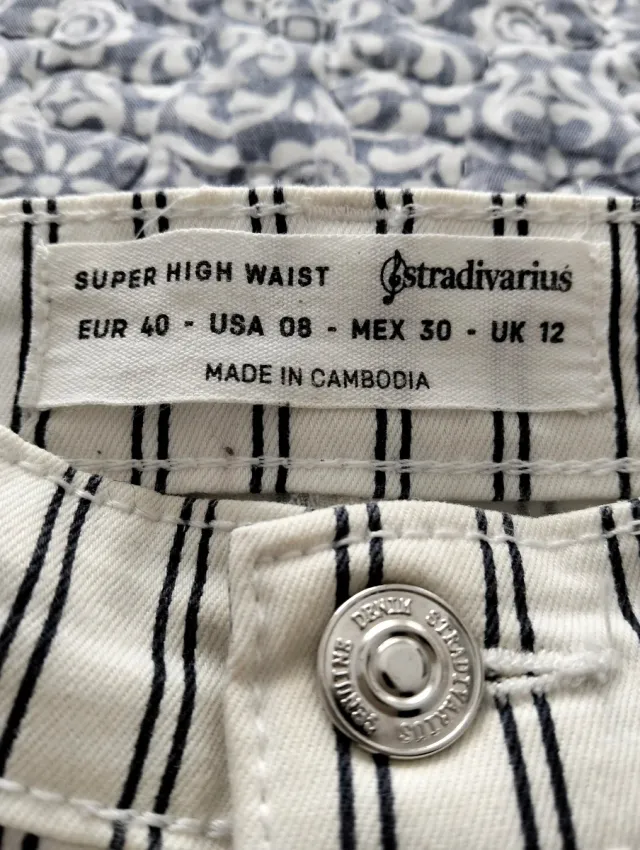 SUPER HIGH WAIST stradivarius
EUR 40 - USA 08 - MEX 30 - UK 12
MADE IN CAMBODIA
GENUINE DENIM STRADIVARIUS